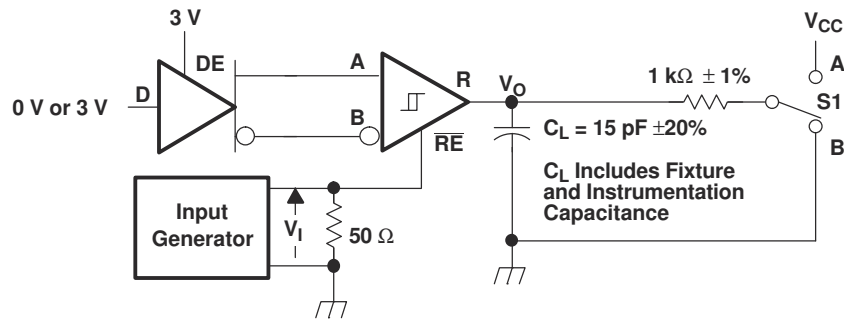 3 V
DE
D
0 V or 3 V
A
B
R
RE
V_O
1 kΩ ± 1%
V_CC
A
S1
B
C_L = 15 pF ±20%
C_L Includes Fixture
and Instrumentation
Capacitance
Input
Generator
V_I
50 Ω